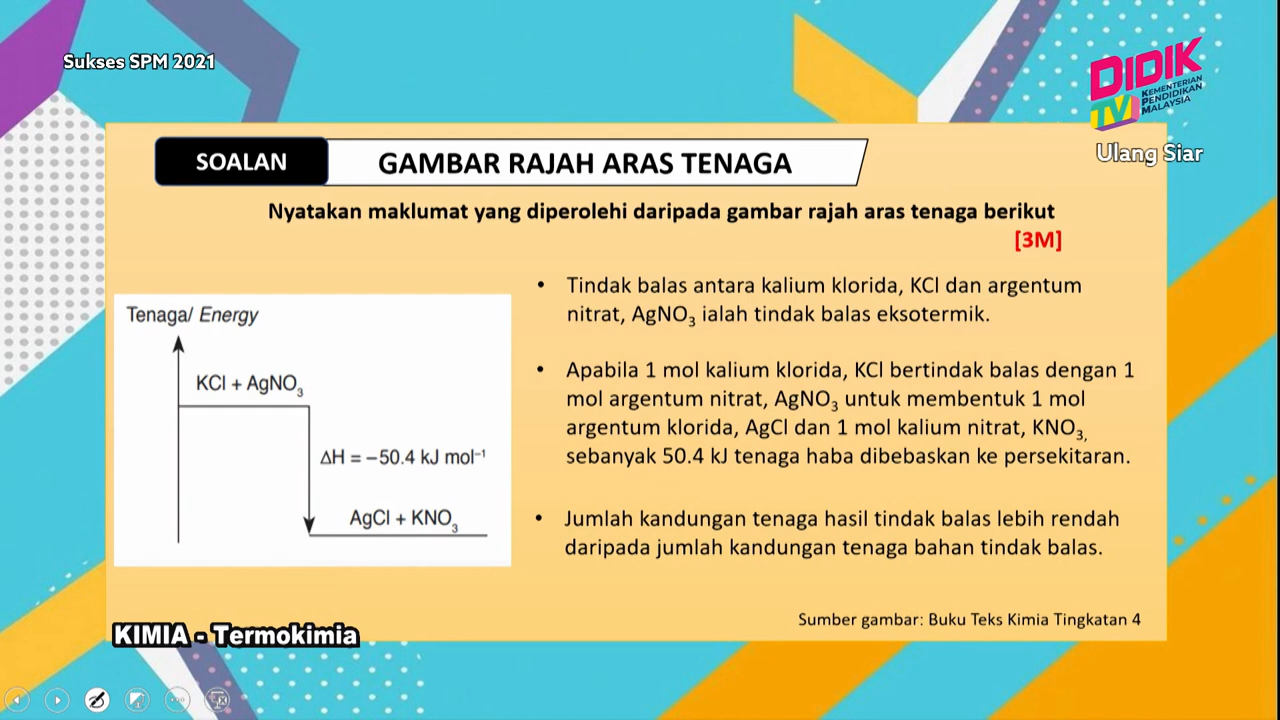 Sukses SPM 2021
DIDIK
TV
KEMENTERIAN
PENDIDIKAN
MALAYSIA
Ulang Siar
SOALAN
GAMBAR RAJAH ARAS TENAGA
Nyatakan maklumat yang diperolehi daripada gambar rajah aras tenaga berikut
[3M]
Tenaga/ Energy
KCl + AgNO₃
ΔH = −50.4 kJ mol⁻¹
AgCl + KNO₃
• Tindak balas antara kalium klorida, KCl dan argentum
nitrat, AgNO₃ ialah tindak balas eksotermik.
• Apabila 1 mol kalium klorida, KCl bertindak balas dengan 1
mol argentum nitrat, AgNO₃ untuk membentuk 1 mol
argentum klorida, AgCl dan 1 mol kalium nitrat, KNO₃,
sebanyak 50.4 kJ tenaga haba dibebaskan ke persekitaran.
• Jumlah kandungan tenaga hasil tindak balas lebih rendah
daripada jumlah kandungan tenaga bahan tindak balas.
Sumber gambar: Buku Teks Kimia Tingkatan 4
KIMIA - Termokimia